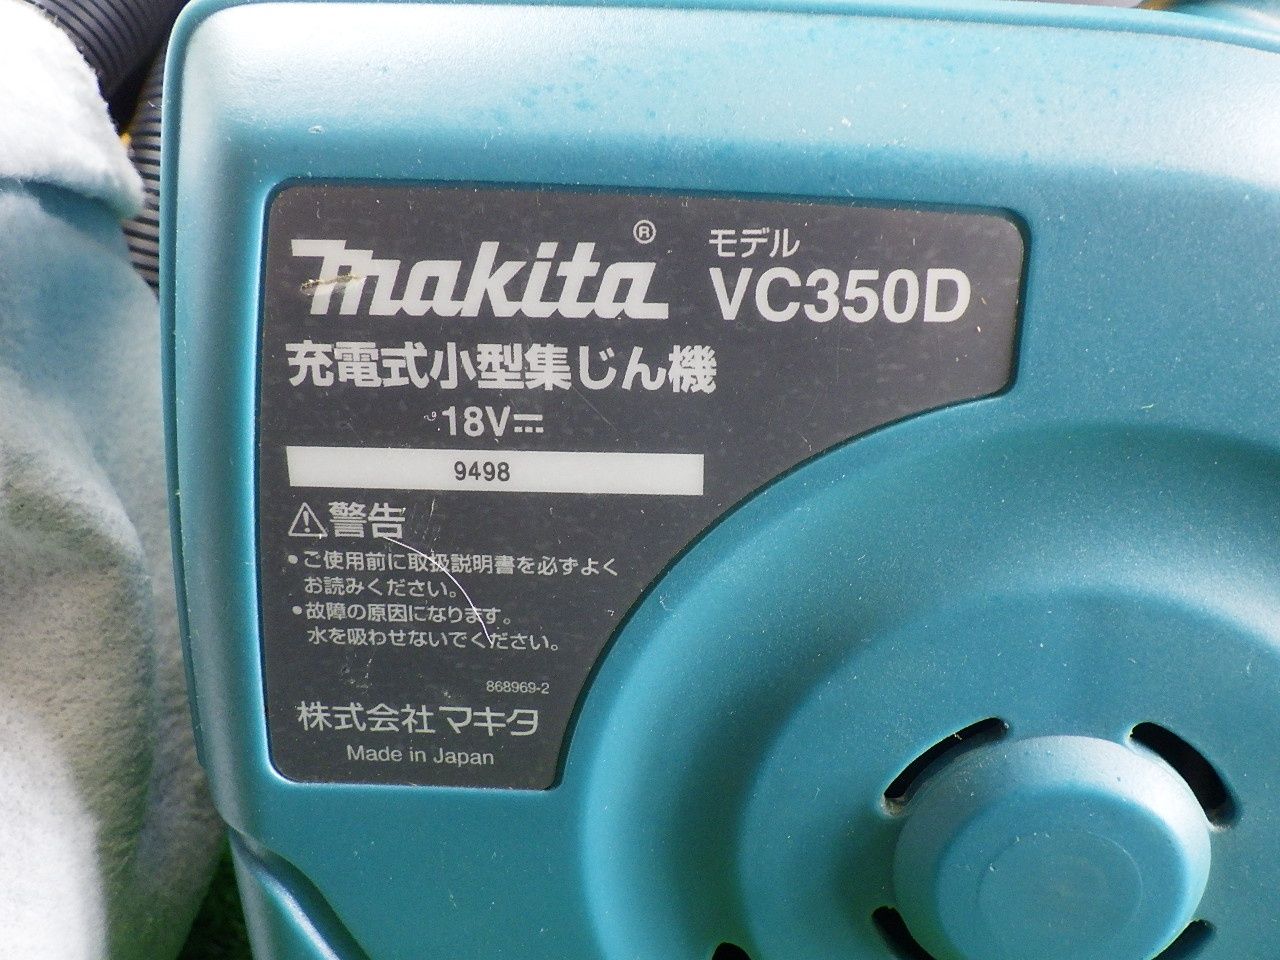 makita®
モデル
VC350D
充電式小型集じん機
18V⎓
9498
⚠警告
•ご使用前に取扱説明書を必ずよく
お読みください。
•故障の原因になります。
水を吸わせないでください。
868969-2
株式会社マキタ
Made in Japan